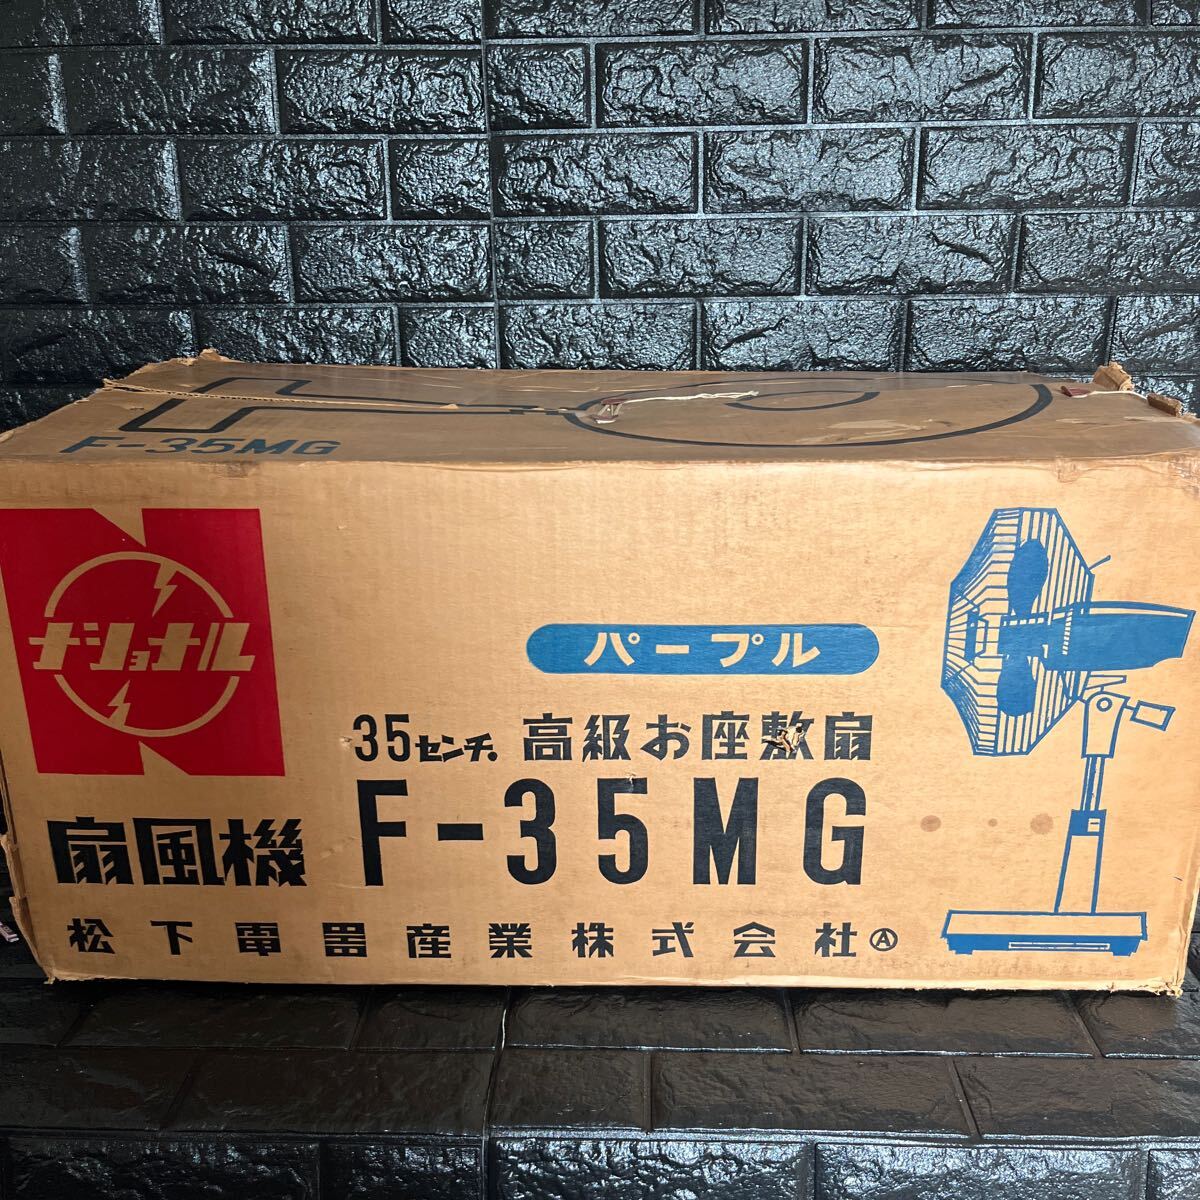 F-35MG
ナショナル
パープル
35センチ. 高級お座敷扇
F-35MG
扇風機
松下電器産業株式会社Ⓐ